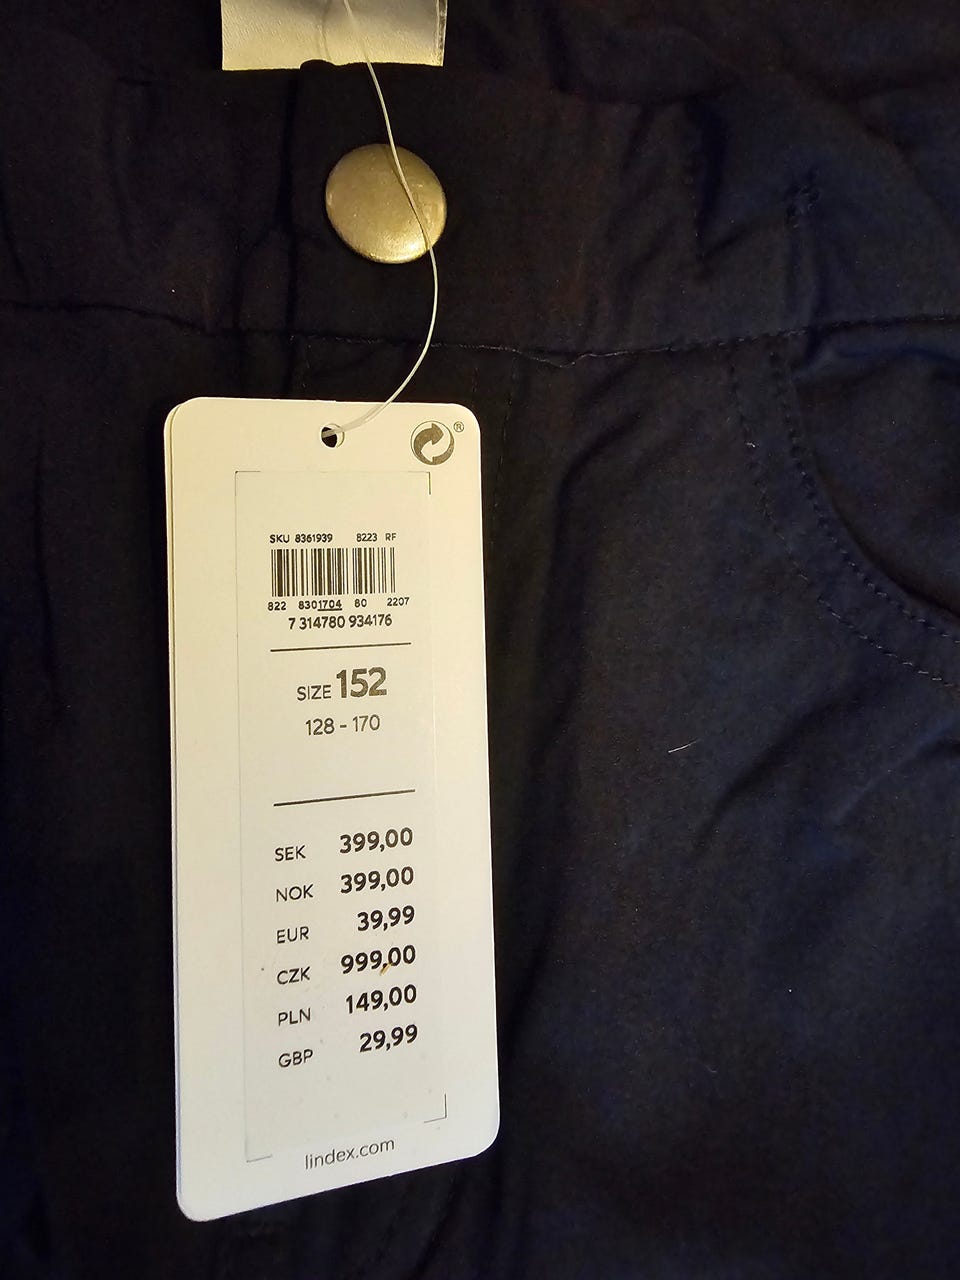 ®
SKU 8361939 8223 RF
822 8301704 80 2207
7 314780 934176
SIZE 152
128 - 170
SEK 399,00
NOK 399,00
EUR 39,99
CZK 999,00
PLN 149,00
GBP 29,99
lindex.com